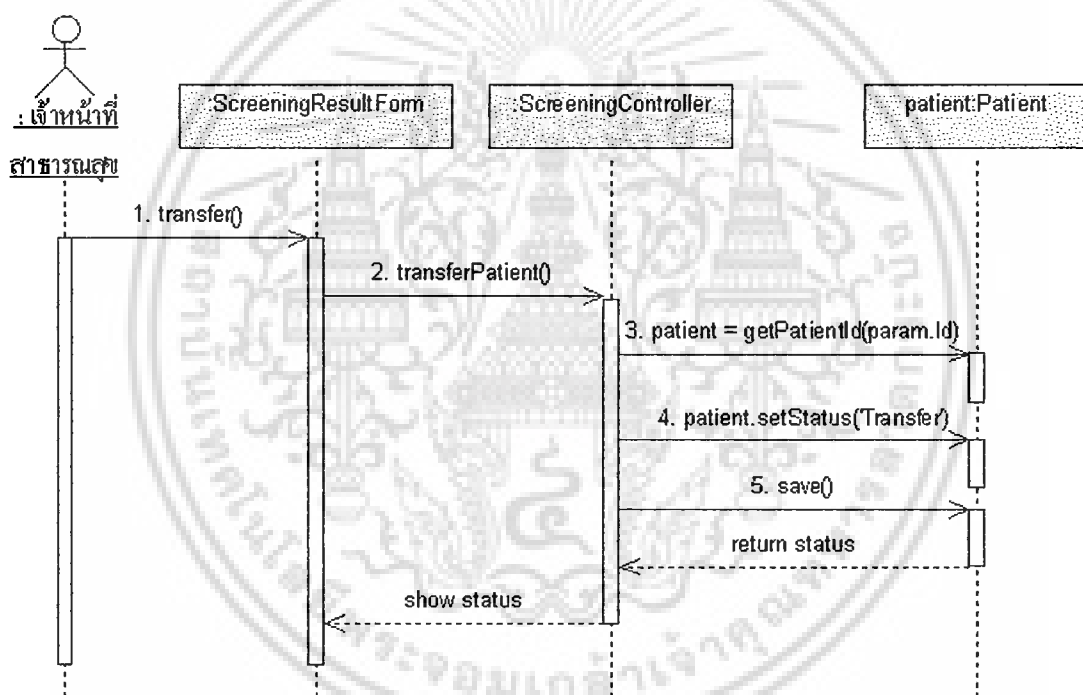 : เจ้าหน้าที่
สาธารณสุข
:ScreeningResultForm
:ScreeningController
patient:Patient
1. transfer()
2. transferPatient()
3. patient = getPatientId(param.Id)
4. patient.setStatus('Transfer')
5. save()
return status
show status